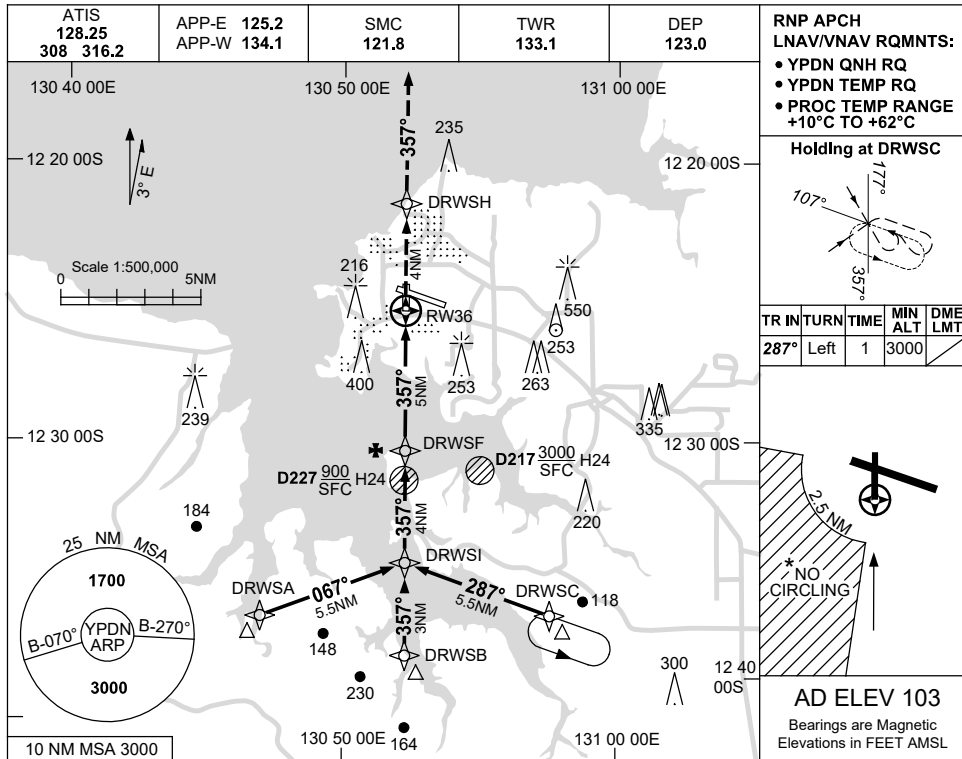 ATIS
128.25
308 316.2
APP-E 125.2
APP-W 134.1
SMC
121.8
TWR
133.1
DEP
123.0
RNP APCH
LNAV/VNAV RQMNTS:
• YPDN QNH RQ
• YPDN TEMP RQ
• PROC TEMP RANGE
+10°C TO +62°C
130 40 00E
130 50 00E
131 00 00E
12 20 00S
12 20 00S
3° E
357°
235
DRWSH
4NM
Scale 1:500,000
0
5NM
216
RW36
550
253
400
253
263
239
335
357°
5NM
12 30 00S
12 30 00S
DRWSF
D227 900 SFC H24
D217 3000 SFC H24
220
184
357°
4NM
DRWSI
DRWSA
067°
5.5NM
287°
5.5NM
DRWSC
118
357°
3NM
148
DRWSB
230
164
300
12 40
00S
25 NM MSA
1700
B-070°
YPDN
ARP
B-270°
3000
10 NM MSA 3000
130 50 00E
131 00 00E
Holding at DRWSC
177°
107°
357°
TR IN TURN TIME MIN ALT DME LMT
287° Left 1 3000
2.5 NM
* NO
CIRCLING
AD ELEV 103
Bearings are Magnetic
Elevations in FEET AMSL